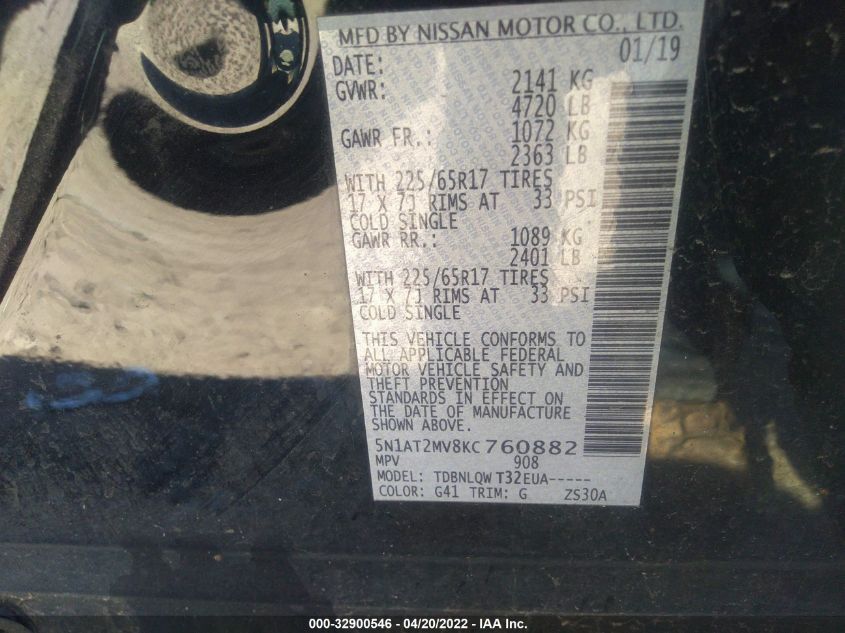 MFD BY NISSAN MOTOR CO., LTD.
DATE: 01/19
GVWR: 2141 KG
4720 LB
GAWR FR.: 1072 KG
2363 LB
WITH 225/65R17 TIRES
17 X 7J RIMS AT 33 PSI
COLD SINGLE
GAWR RR.: 1089 KG
2401 LB
WITH 225/65R17 TIRES
17 X 7J RIMS AT 33 PSI
COLD SINGLE
THIS VEHICLE CONFORMS TO
ALL APPLICABLE FEDERAL
MOTOR VEHICLE SAFETY AND
THEFT PREVENTION
STANDARDS IN EFFECT ON
THE DATE OF MANUFACTURE
SHOWN ABOVE.
5N1AT2MV8KC760882
MPV 908
MODEL: TDBNLQW T32EUA-----
COLOR: G41 TRIM: G ZS30A
000-32900546 - 04/20/2022 - IAA Inc.